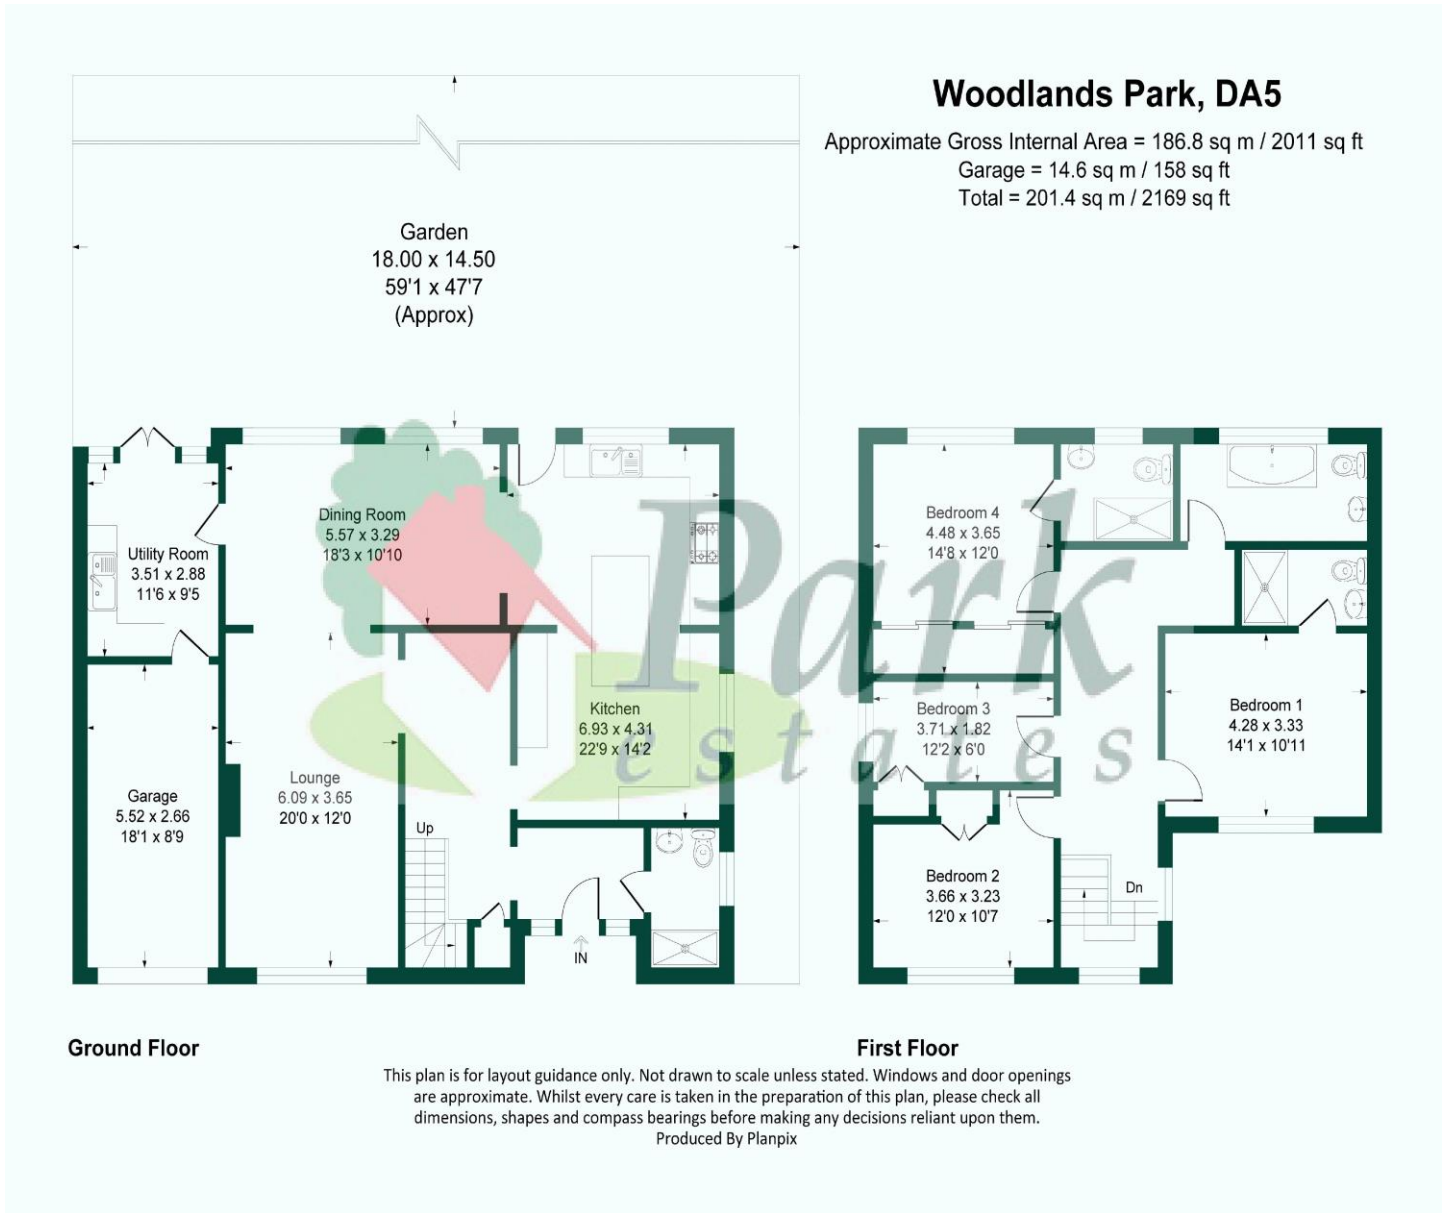 Woodlands Park, DA5
Approximate Gross Internal Area = 186.8 sq m / 2011 sq ft
Garage = 14.6 sq m / 158 sq ft
Total = 201.4 sq m / 2169 sq ft
Garden
18.00 x 14.50
59'1 x 47'7
(Approx)
Dining Room
5.57 x 3.29
18'3 x 10'10
Utility Room
3.51 x 2.88
11'6 x 9'5
Kitchen
6.93 x 4.31
22'9 x 14'2
Lounge
6.09 x 3.65
20'0 x 12'0
Garage
5.52 x 2.66
18'1 x 8'9
Up
IN
Bedroom 4
4.48 x 3.65
14'8 x 12'0
Bedroom 3
3.71 x 1.82
12'2 x 6'0
Bedroom 1
4.28 x 3.33
14'1 x 10'11
Bedroom 2
3.66 x 3.23
12'0 x 10'7
Dn
Park
estates
Ground Floor
First Floor
This plan is for layout guidance only. Not drawn to scale unless stated. Windows and door openings
are approximate. Whilst every care is taken in the preparation of this plan, please check all
dimensions, shapes and compass bearings before making any decisions reliant upon them.
Produced By Planpix